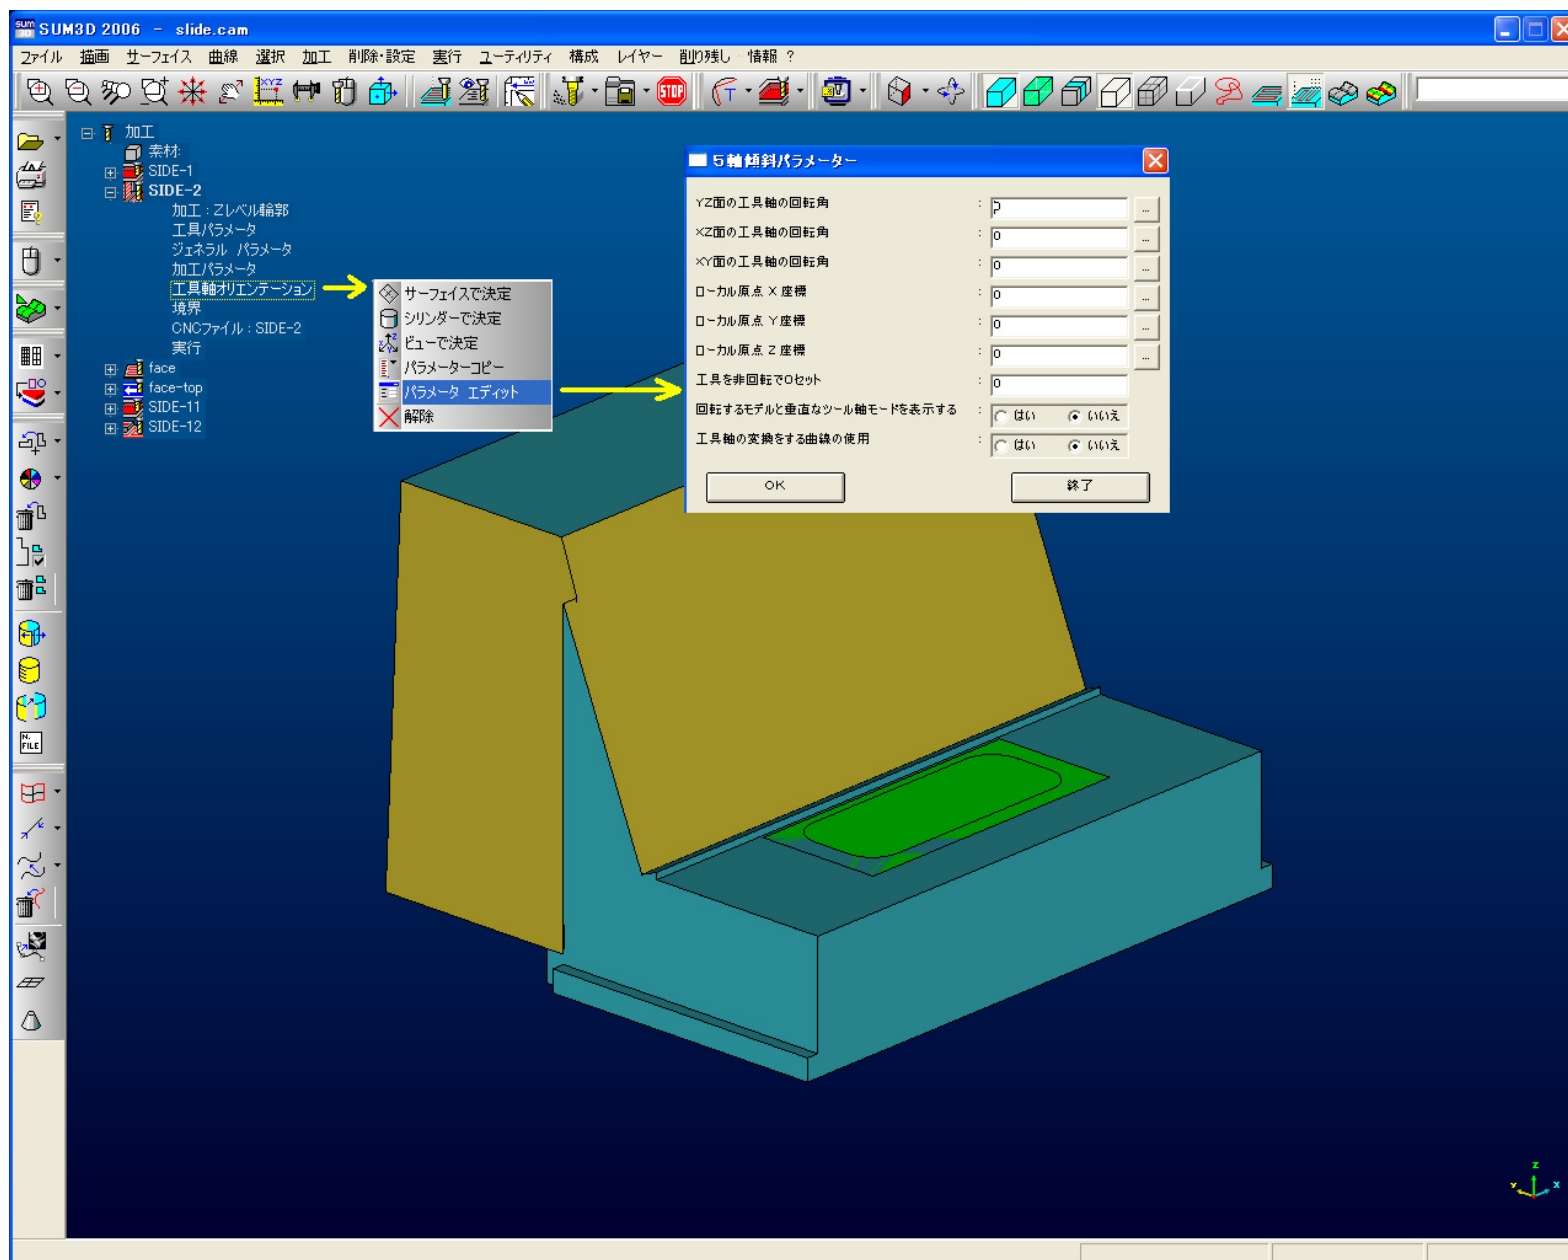 SUM3D 2006 - slide.cam
ファイル 描画 サーフェイス 曲線 選択 加工 削除・設定 実行 ユーティリティ 構成 レイヤー 削り残し 情報 ?
XYZ
STOP
加工
素材:
SIDE-1
SIDE-2
加工 : Zレベル輪郭
工具パラメータ
ジェネラル パラメータ
加工パラメータ
工具軸オリエンテーション
境界
CNCファイル : SIDE-2
実行
face
face-top
SIDE-11
SIDE-12
サーフェイスで決定
シリンダーで決定
ビューで決定
パラメーターコピー
パラメータ エディット
解除
5軸傾斜パラメーター
YZ面の工具軸の回転角 :
XZ面の工具軸の回転角 : 0 ...
XY面の工具軸の回転角 : 0 ...
ローカル原点 X 座標 : 0 ...
ローカル原点 Y 座標 : 0 ...
ローカル原点 Z 座標 : 0 ...
工具を非回転で0セット : 0
回転するモデルと垂直なツール軸モードを表示する : はい いいえ
工具軸の変換をする曲線の使用 : はい いいえ
OK 終了
N.
FILE
Z
Y X